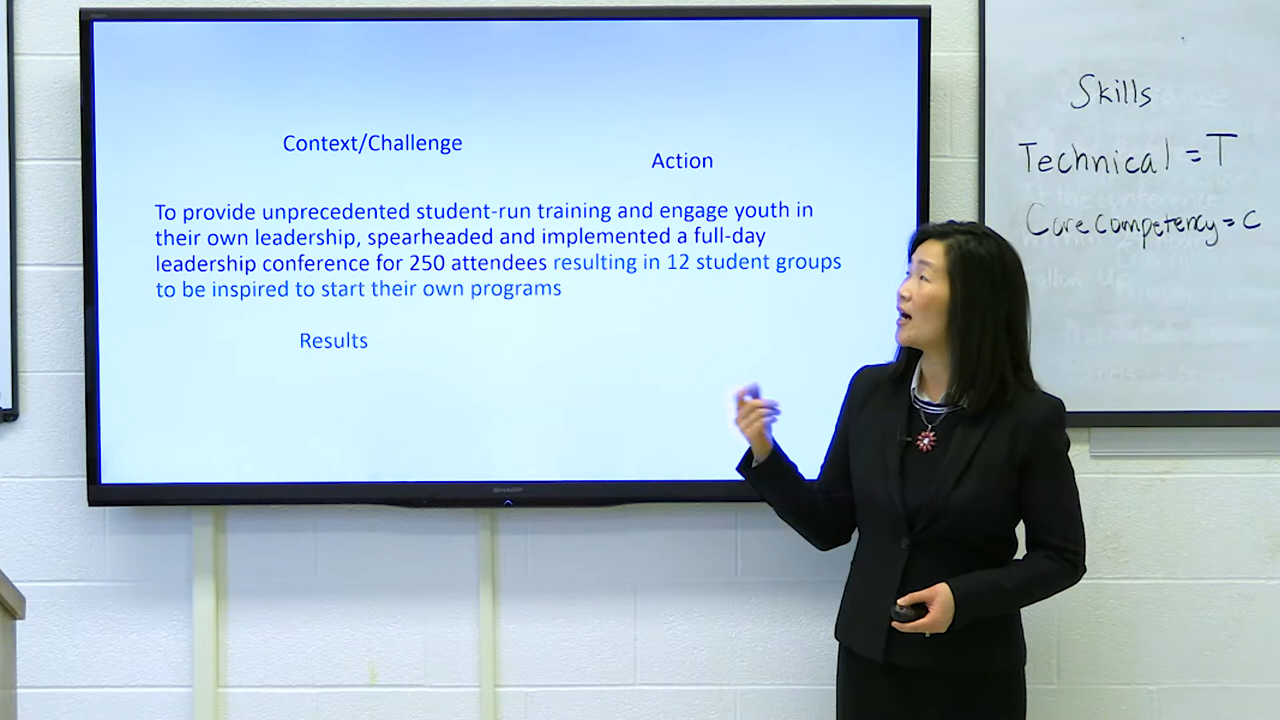 Context/Challenge
Action
To provide unprecedented student-run training and engage youth in
their own leadership, spearheaded and implemented a full-day
leadership conference for 250 attendees resulting in 12 student groups
to be inspired to start their own programs
Results
SHARP
Skills
Technical = T
Core competency = C